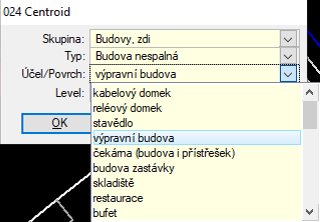 024 Centroid
Skupina: Budovy, zdi
Typ: Budova nespalná
Účel/Povrch: výpravní budova
Level: kabelový domek
reléový domek
OK stavědlo
výpravní budova
čekárna (budova i přístřešek)
budova zastávky
skladiště
restaurace
bufet